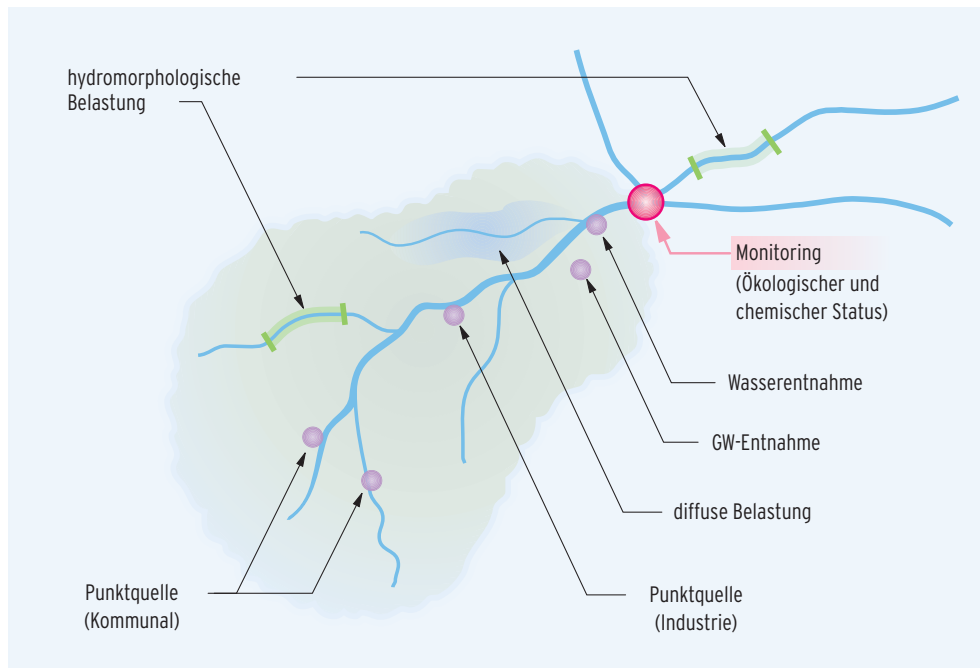 hydromorphologische
Belastung
Monitoring
(Ökologischer und
chemischer Status)
Wasserentnahme
GW-Entnahme
diffuse Belastung
Punktquelle
(Kommunal)
Punktquelle
(Industrie)